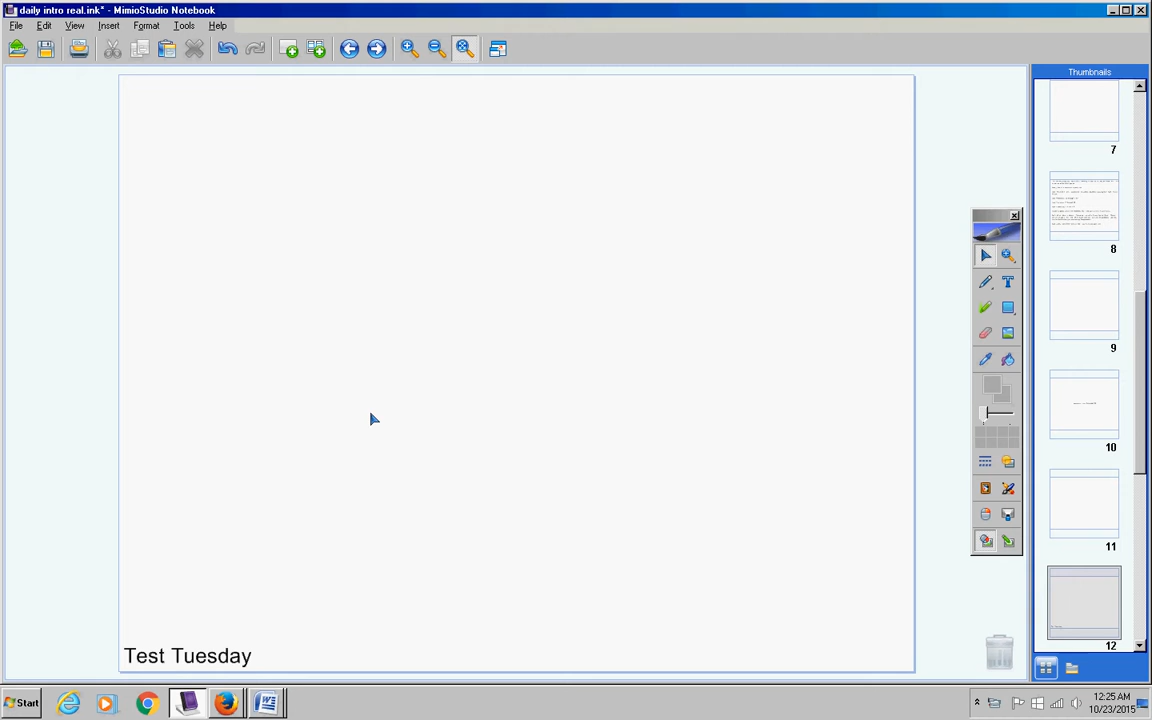 daily intro real.ink* - MimioStudio Notebook
File Edit View Insert Format Tools Help
Thumbnails
7
8
9
10
11
12
Test Tuesday
Start
12:25 AM
10/23/2015